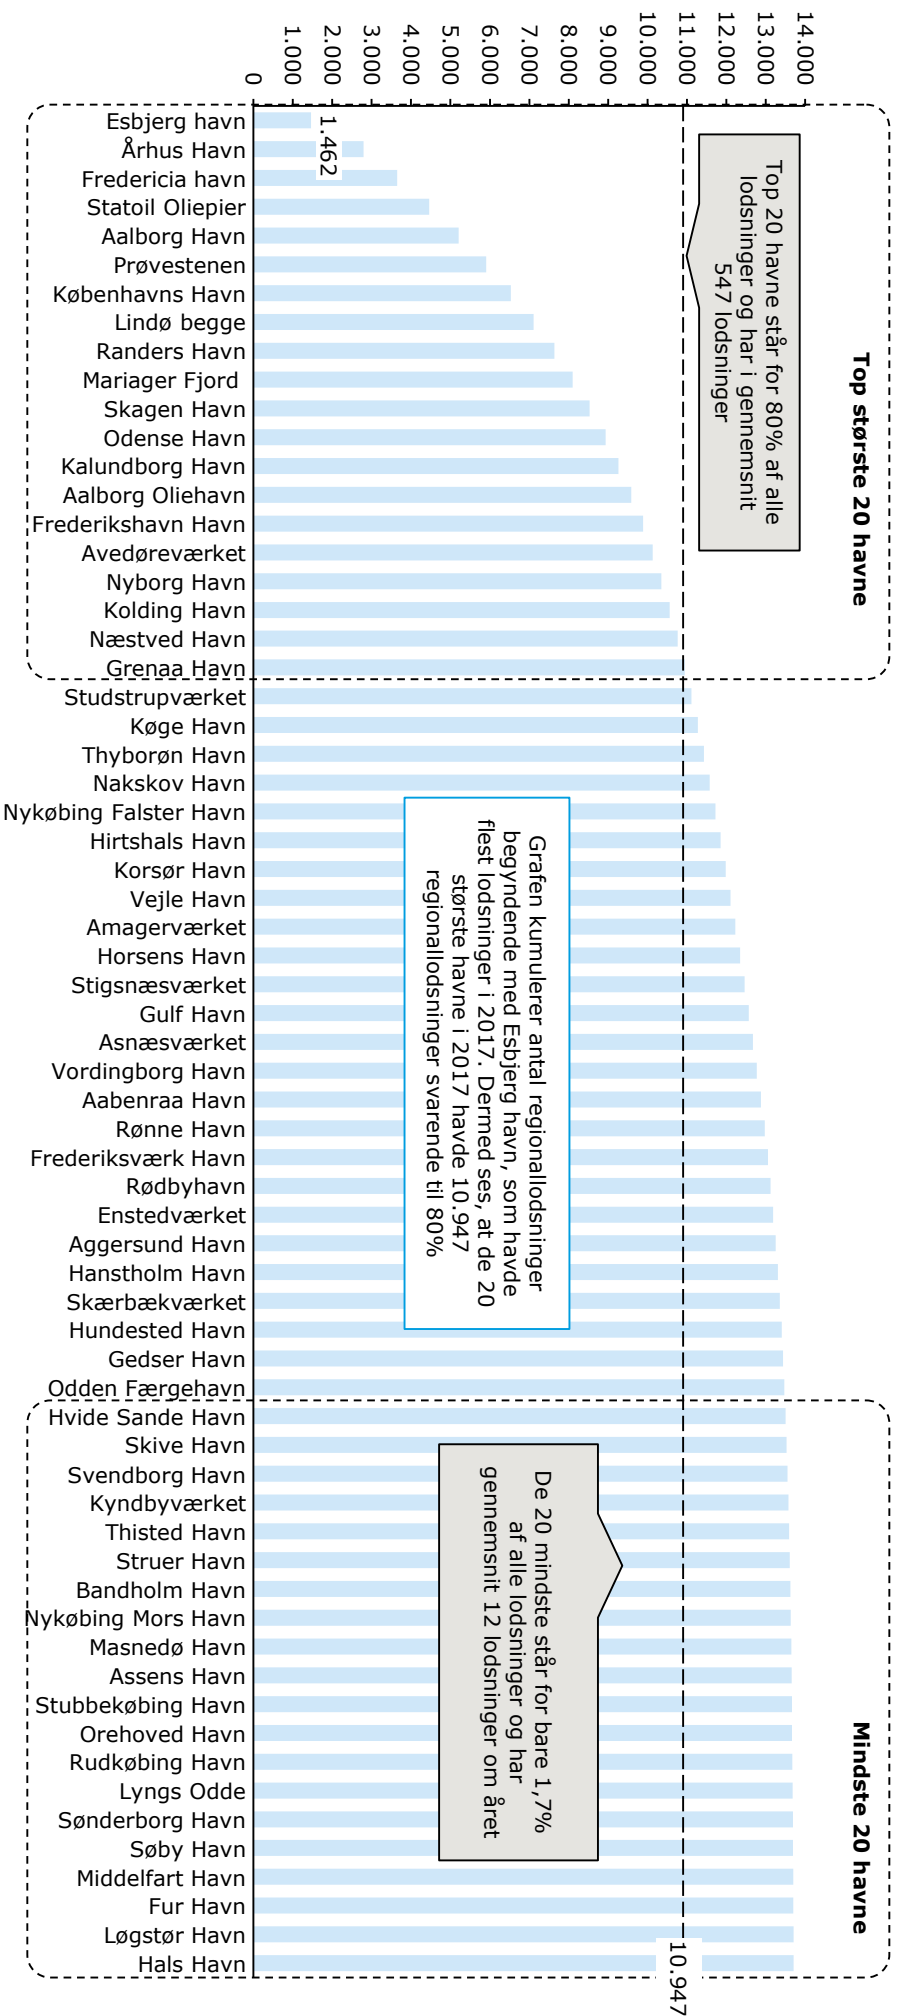 Top største 20 havne
Mindste 20 havne
Top 20 havne står for 80% af alle
lodsninger og har i gennemsnit
547 lodsninger
14.000
13.000
12.000
11.000
10.000
9.000
8.000
7.000
6.000
5.000
4.000
3.000
2.000
1.000
0
1.462
10.947
Grafen kumulerer antal regionallodsninger
begyndende med Esbjerg havn, som havde
flest lodsninger i 2017. Dermed ses, at de 20
største havne i 2017 havde 10.947
regionallodsninger svarende til 80%
De 20 mindste står for bare 1,7%
af alle lodsninger og har
gennemsnit 12 lodsninger om året
Esbjerg havn
Århus Havn
Fredericia havn
Statoil Oliepier
Aalborg Havn
Prøvestenen
Københavns Havn
Lindø begge
Randers Havn
Mariager Fjord
Skagen Havn
Odense Havn
Kalundborg Havn
Aalborg Oliehavn
Frederikshavn Havn
Avedøreværket
Nyborg Havn
Kolding Havn
Næstved Havn
Grenaa Havn
Studstrupværket
Køge Havn
Thyborøn Havn
Nakskov Havn
Nykøbing Falster Havn
Hirtshals Havn
Korsør Havn
Vejle Havn
Amagerværket
Horsens Havn
Stigsnæsværket
Gulf Havn
Asnæsværket
Vordingborg Havn
Aabenraa Havn
Rønne Havn
Frederiksværk Havn
Rødbyhavn
Enstedværket
Aggersund Havn
Hanstholm Havn
Skærbækværket
Hundested Havn
Gedser Havn
Odden Færgehavn
Hvide Sande Havn
Skive Havn
Svendborg Havn
Kyndbyværket
Thisted Havn
Struer Havn
Bandholm Havn
Nykøbing Mors Havn
Masnedø Havn
Assens Havn
Stubbekøbing Havn
Orehoved Havn
Rudkøbing Havn
Lyngs Odde
Sønderborg Havn
Søby Havn
Middelfart Havn
Fur Havn
Løgstør Havn
Hals Havn